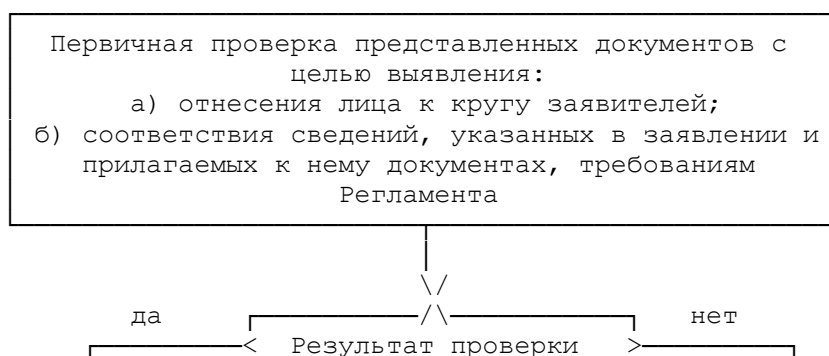 Первичная проверка представленных документов с
целью выявления:
а) отнесения лица к кругу заявителей;
б) соответствия сведений, указанных в заявлении и
прилагаемых к нему документах, требованиям
Регламента
да нет
Результат проверки